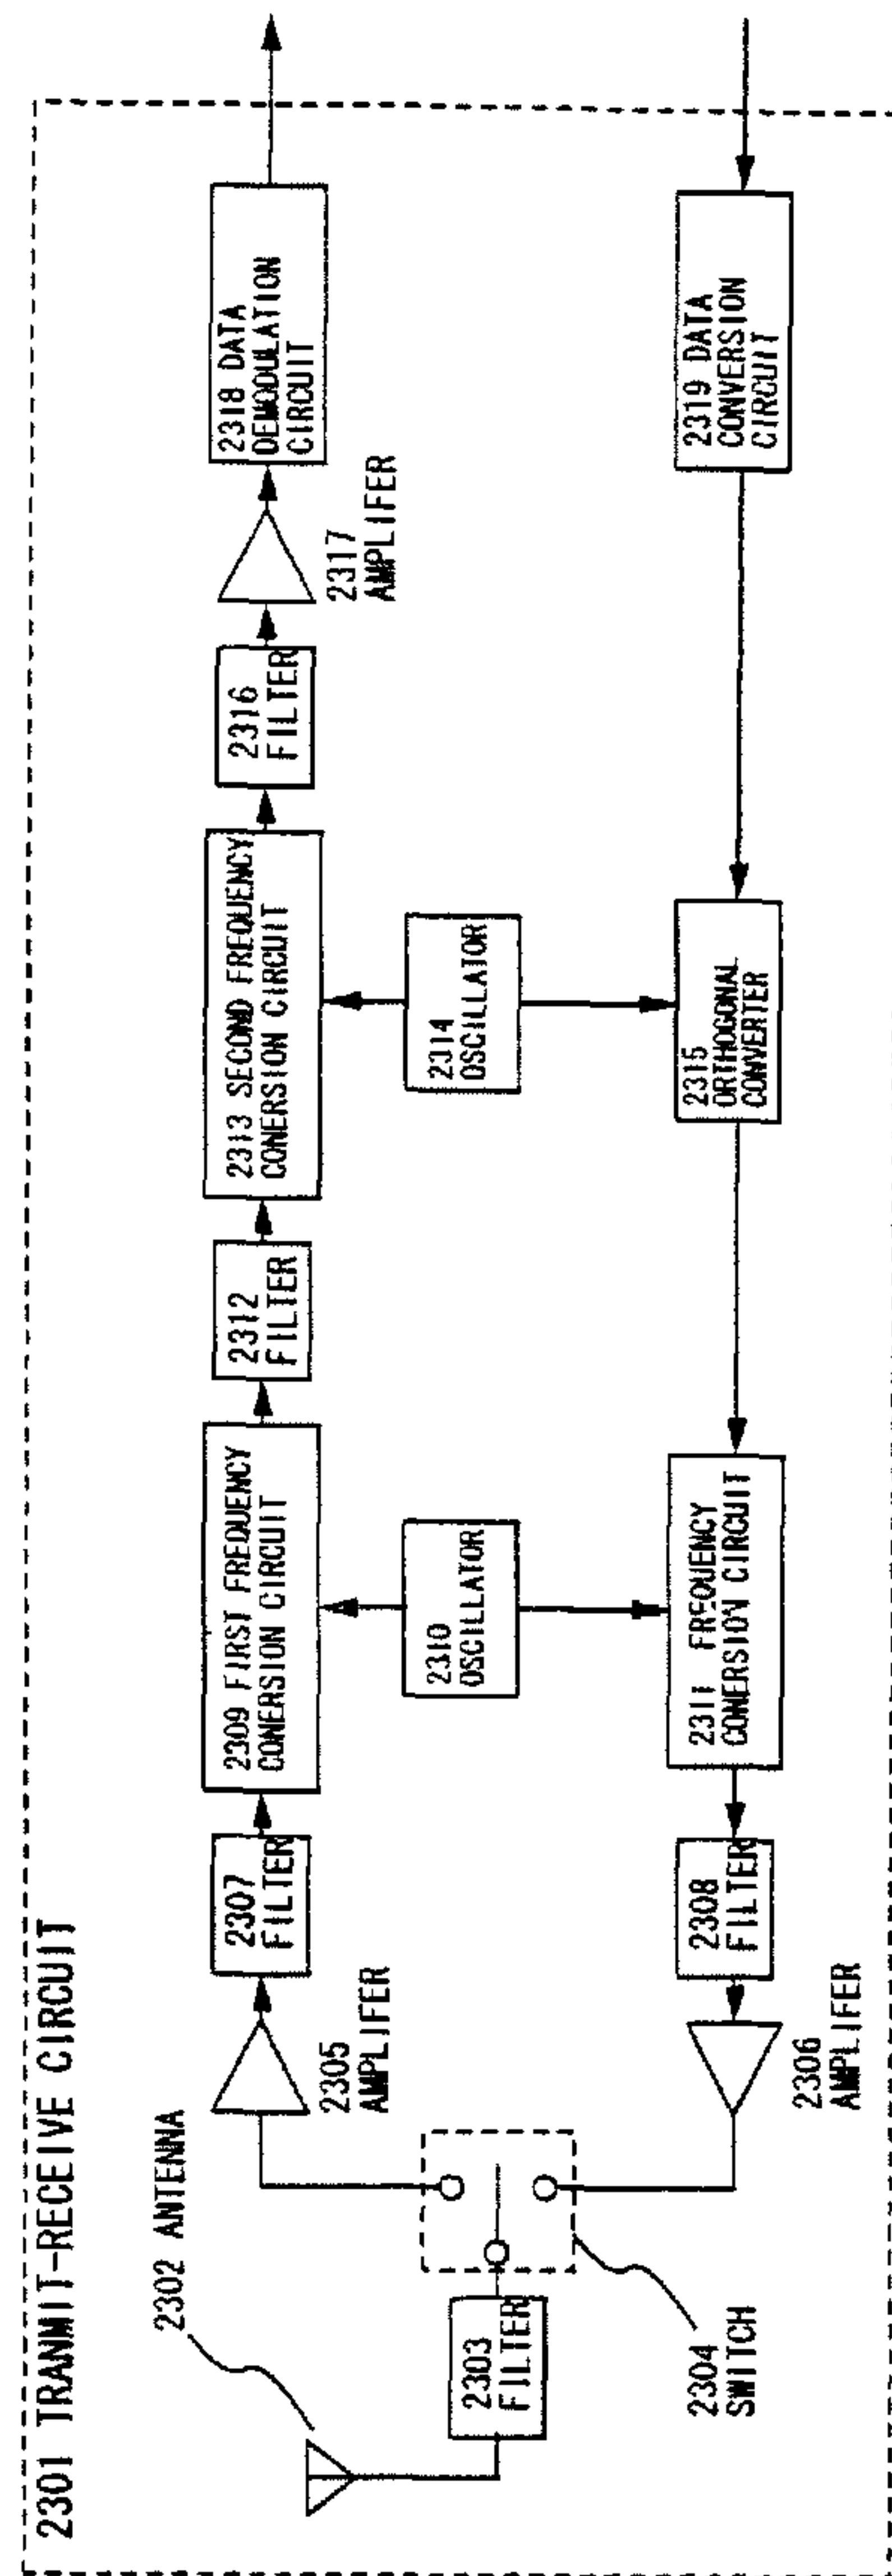 2301 TRANMIT-RECEIVE CIRCUIT
2302 ANTENNA
2303
FILTER
2304
SWITCH
2305
AMPLIFER
2307
FILTER
2309 FIRST FREQUENCY
CONERSION CIRCUIT
2312
FILTER
2313 SECOND FREQUENCY
CONERSION CIRCUIT
2316
FILTER
2317
AMPLIFER
2318 DATA
DEMODULATION
CIRCUIT
2310
OSCILLATOR
2314
OSCILLATOR
2306
AMPLIFER
2308
FILTER
2311 FREQUENCY
CONERSION CIRCUIT
2315
ORTHOGONAL
CONVERTER
2319 DATA
CONVERSION
CIRCUIT